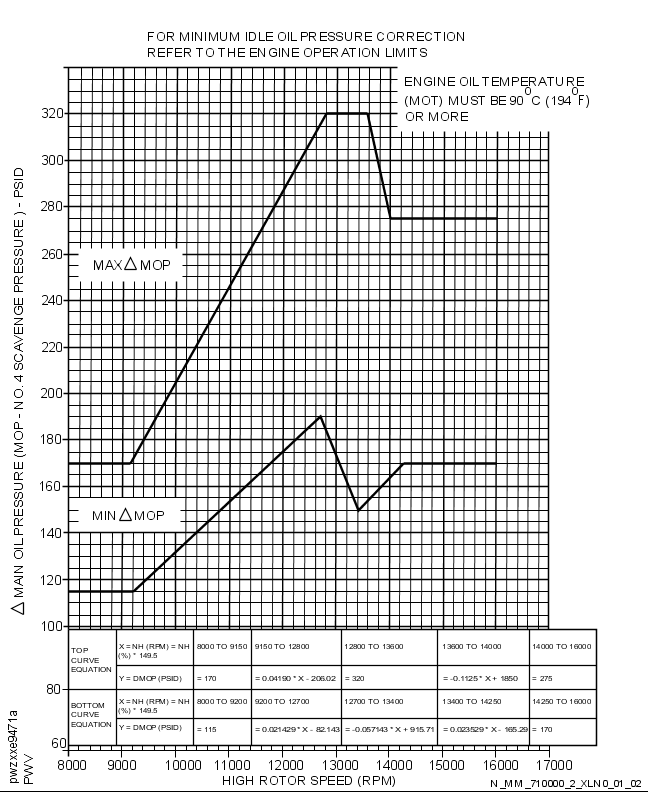 FOR MINIMUM IDLE OIL PRESSURE CORRECTION
REFER TO THE ENGINE OPERATION LIMITS
ENGINE OIL TEMPERATURE
(MOT) MUST BE 90°C (194°F)
OR MORE
△ MAIN OIL PRESSURE (MOP - NO. 4 SCAVENGE PRESSURE ) - PSID
320
300
280
260
240
220
200
180
160
140
120
100
80
60
MAX △ MOP
MIN △ MOP
TOP CURVE EQUATION
X = NH (RPM) = NH (%) * 149.5
8000 TO 9150
9150 TO 12800
12800 TO 13600
13600 TO 14000
14000 TO 16000
Y = DMOP (PSID)
= 170
= 0.04190 * X - 206.02
= 320
= -0.1125 * X + 1850
= 275
BOTTOM CURVE EQUATION
X = NH (RPM) = NH (%) * 149.5
8000 TO 9200
9200 TO 12700
12700 TO 13400
13400 TO 14250
14250 TO 16000
Y = DMOP (PSID)
= 115
= 0.021429 * X - 82.143
= -0.057143 * X + 915.71
= 0.023529 * X - 165.29
= 170
8000 9000 10000 11000 12000 13000 14000 15000 16000 17000
HIGH ROTOR SPEED (RPM)
pwzxxe9471a
PWV
N_MM_710000_2_XLN0_01_02